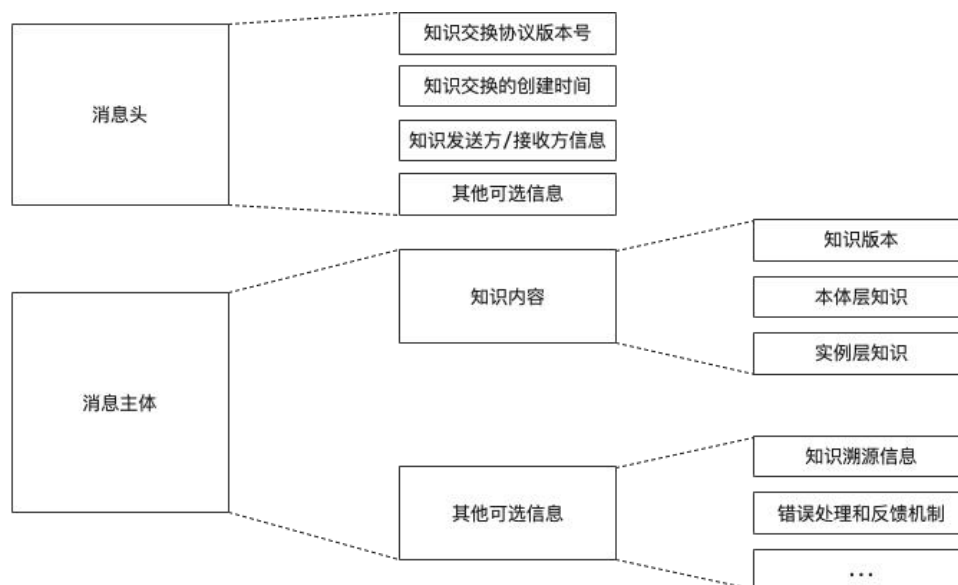 消息头
知识交换协议版本号
知识交换的创建时间
知识发送方/接收方信息
其他可选信息
消息主体
知识内容
知识版本
本体层知识
实例层知识
其他可选信息
知识溯源信息
错误处理和反馈机制
...